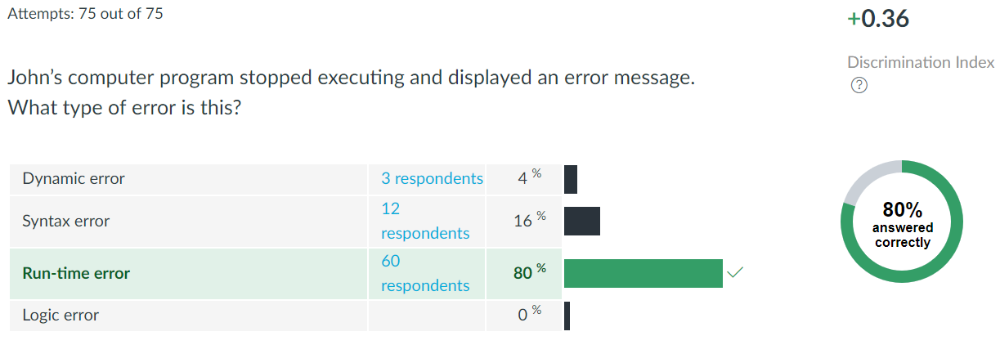 Attempts: 75 out of 75
+0.36
Discrimination Index
?
John’s computer program stopped executing and displayed an error message.
What type of error is this?
Dynamic error 3 respondents 4 %
Syntax error 12 respondents 16 %
Run-time error 60 respondents 80 %
Logic error 0 %
80%
answered
correctly